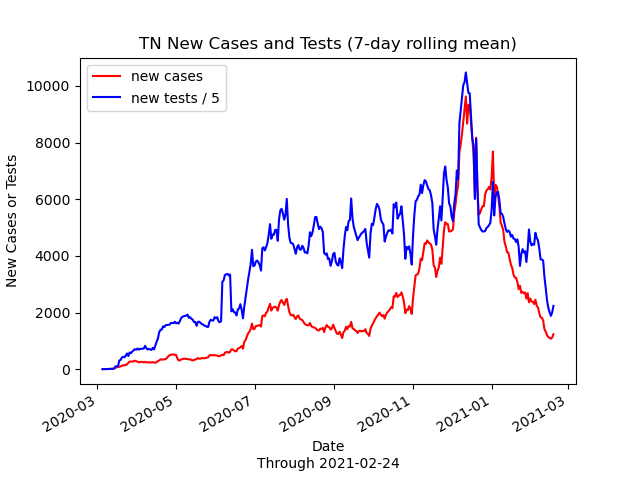 TN New Cases and Tests (7-day rolling mean)
new cases
new tests / 5
10000
8000
6000
4000
2000
0
New Cases or Tests
2020-03
2020-05
2020-07
2020-09
2020-11
2021-01
2021-03
Date
Through 2021-02-24